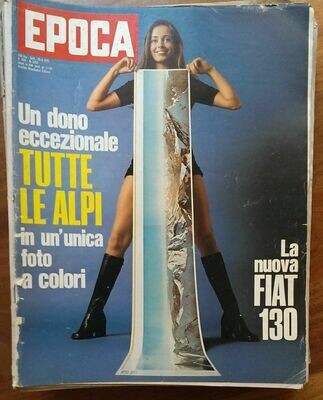 EPOCA
Un dono
eccezionale
TUTTE
LE ALPI
in un'unica
foto
a colori
La
nuova
FIAT
130